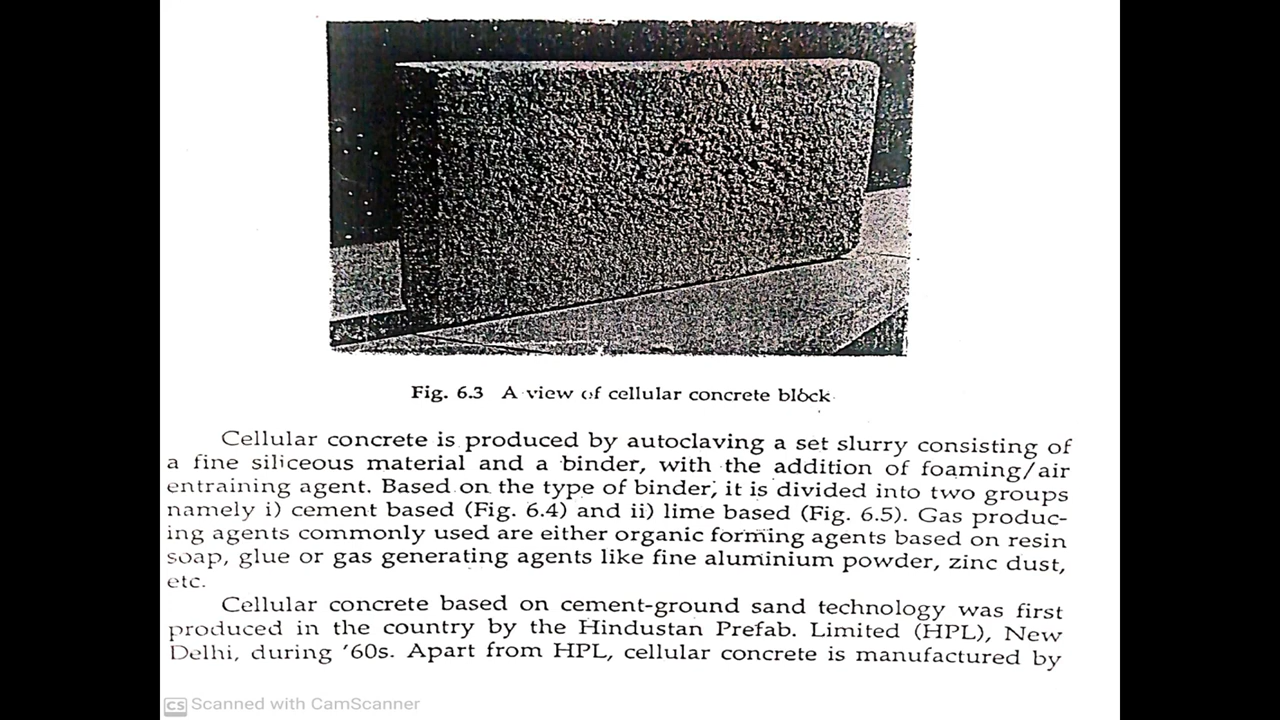 Fig. 6.3 A view of cellular concrete block
Cellular concrete is produced by autoclaving a set slurry consisting of
a fine siliceous material and a binder, with the addition of foaming/air
entraining agent. Based on the type of binder, it is divided into two groups
namely i) cement based (Fig. 6.4) and ii) lime based (Fig. 6.5). Gas produc-
ing agents commonly used are either organic forming agents based on resin
soap, glue or gas generating agents like fine aluminium powder, zinc dust,
etc.
Cellular concrete based on cement-ground sand technology was first
produced in the country by the Hindustan Prefab. Limited (HPL), New
Delhi, during '60s. Apart from HPL, cellular concrete is manufactured by
CS Scanned with CamScanner